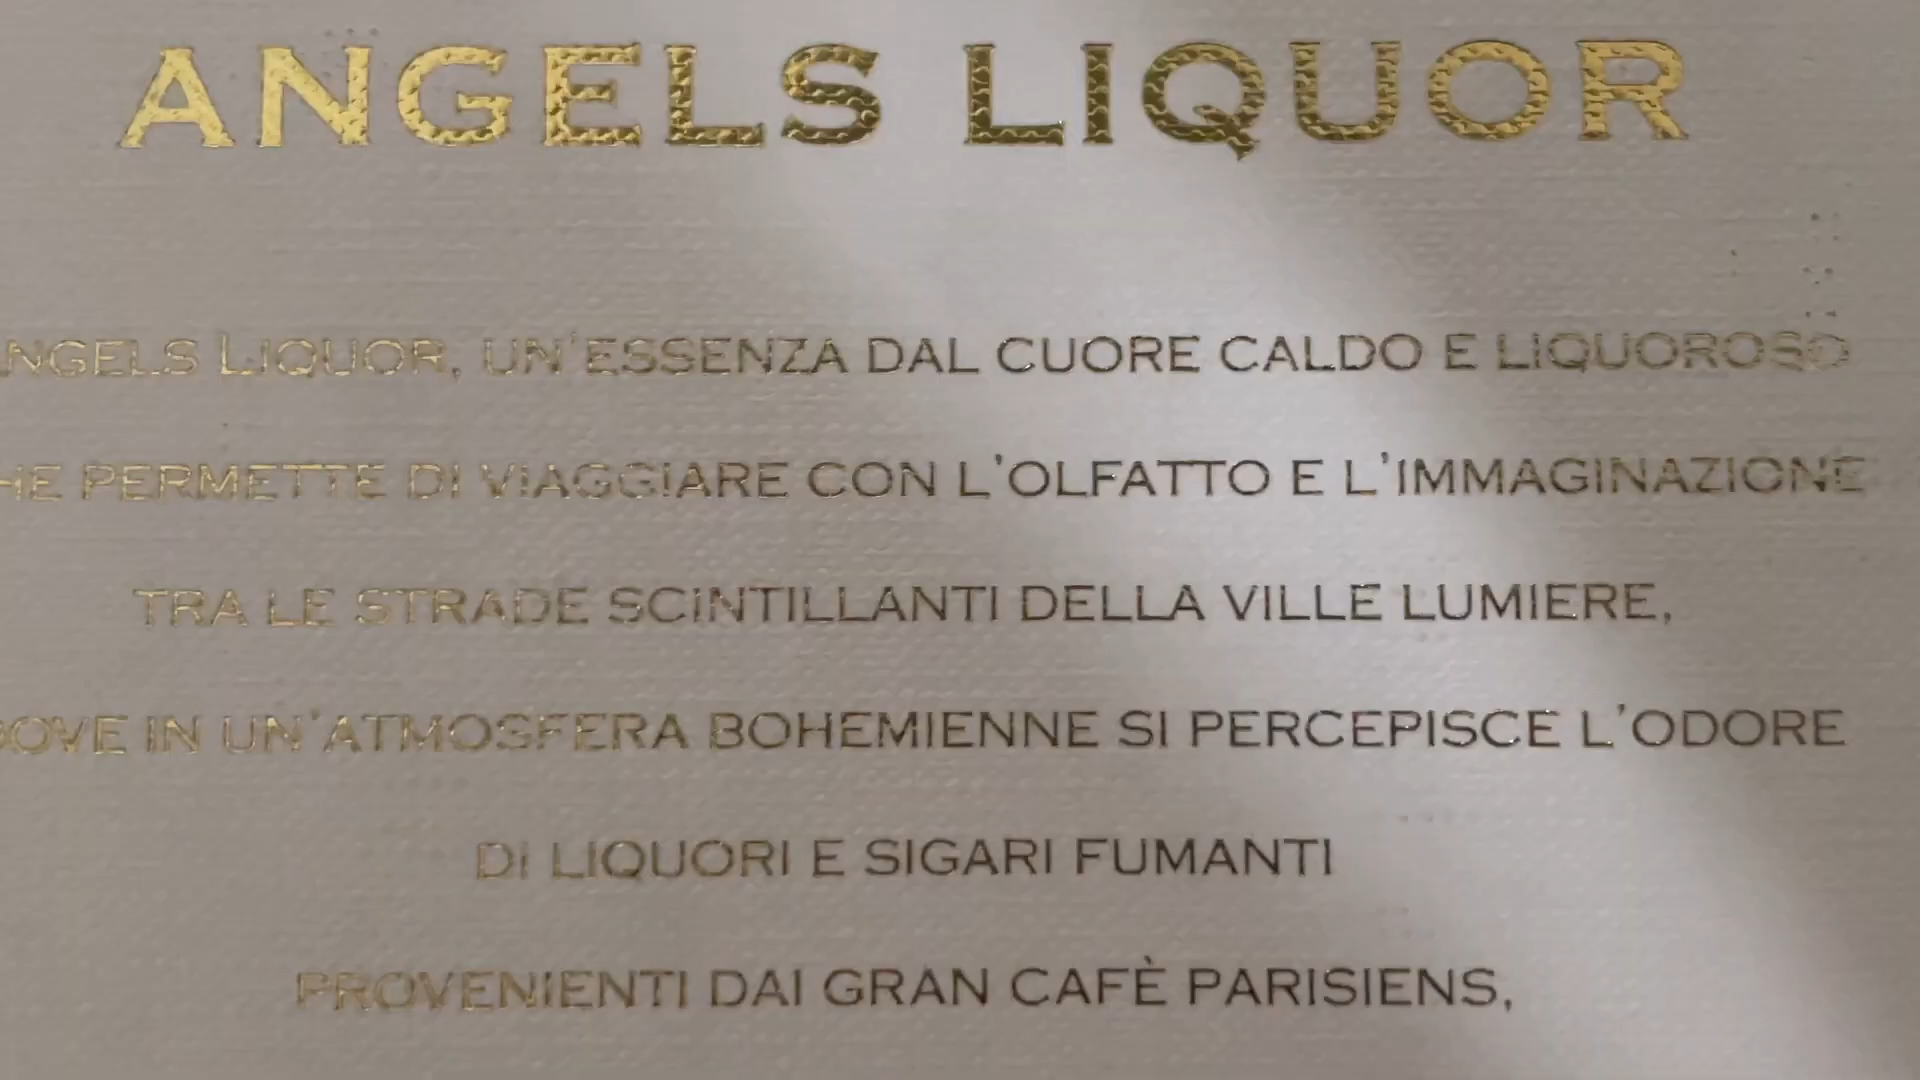 ANGELS LIQUOR
NGELS LIQUOR, UN'ESSENZA DAL CUORE CALDO E LIQUOROSO
HE PERMETTE DI VIAGGIARE CON L'OLFATTO E L'IMMAGINAZIONE
TRA LE STRADE SCINTILLANTI DELLA VILLE LUMIERE,
DOVE IN UN'ATMOSFERA BOHEMIENNE SI PERCEPISCE L'ODORE
DI LIQUORI E SIGARI FUMANTI
PROVENIENTI DAI GRAN CAFÈ PARISIENS,